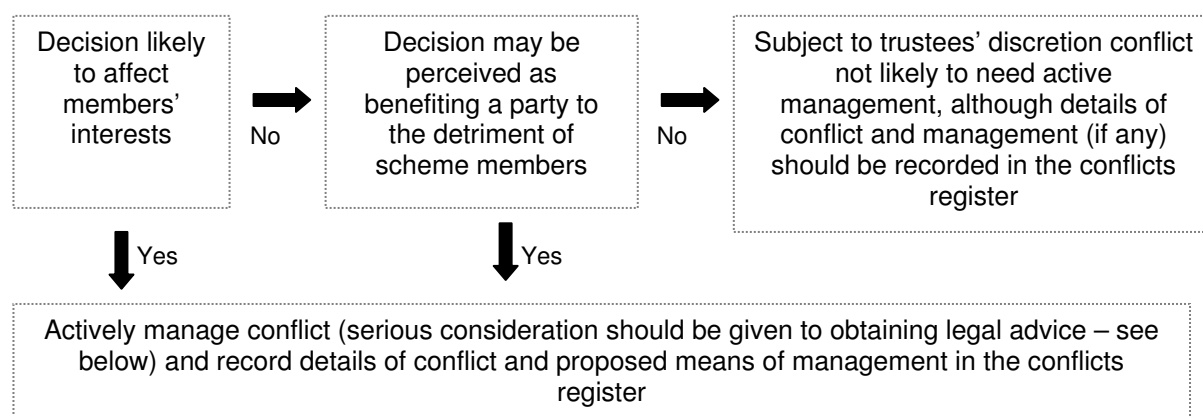 Decision likely
to affect
members'
interests
No
Decision may be
perceived as
benefiting a party to
the detriment of
scheme members
No
Subject to trustees' discretion conflict
not likely to need active
management, although details of
conflict and management (if any)
should be recorded in the conflicts
register
Yes
Yes
Actively manage conflict (serious consideration should be given to obtaining legal advice – see
below) and record details of conflict and proposed means of management in the conflicts
register